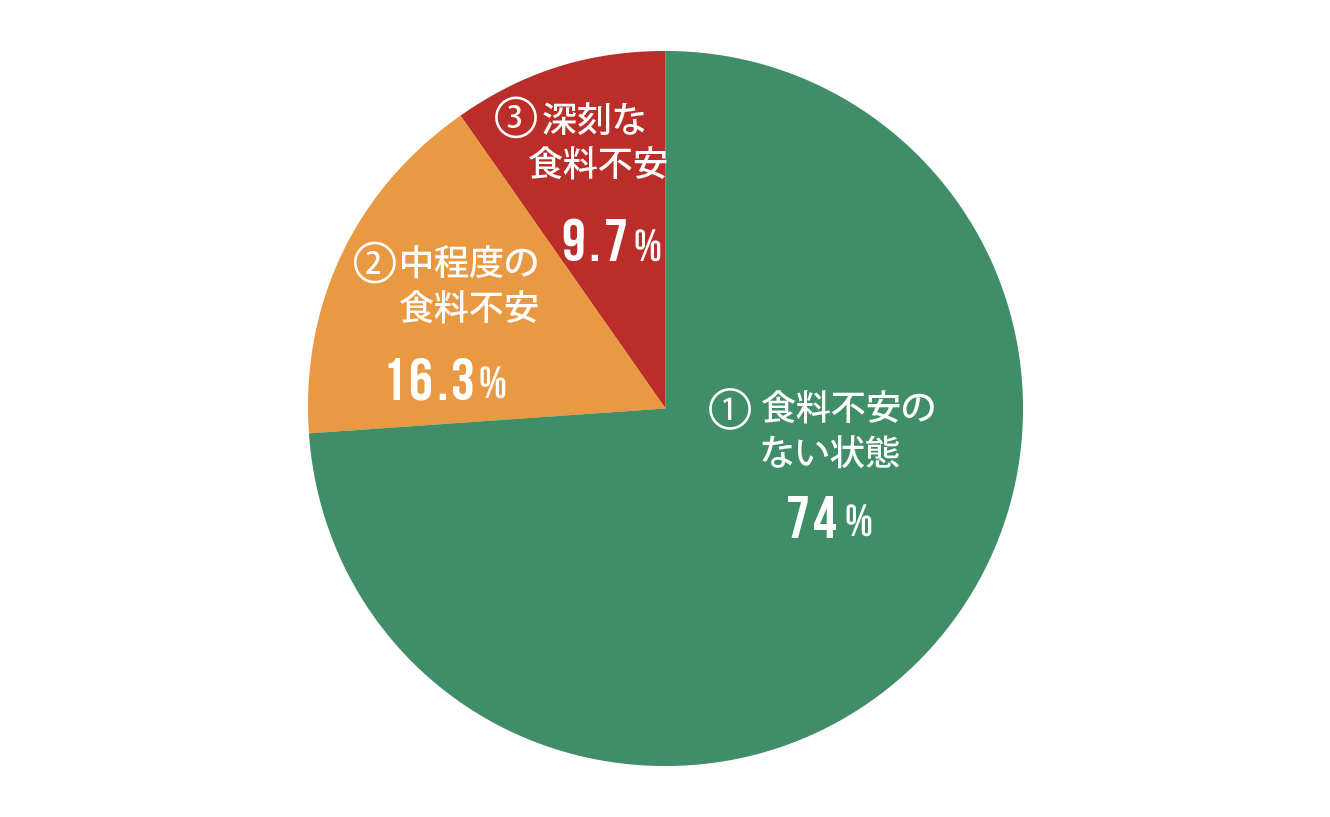 ③深刻な
食料不安
9.7%
②中程度の
食料不安
16.3%
① 食料不安の
ない状態
74%